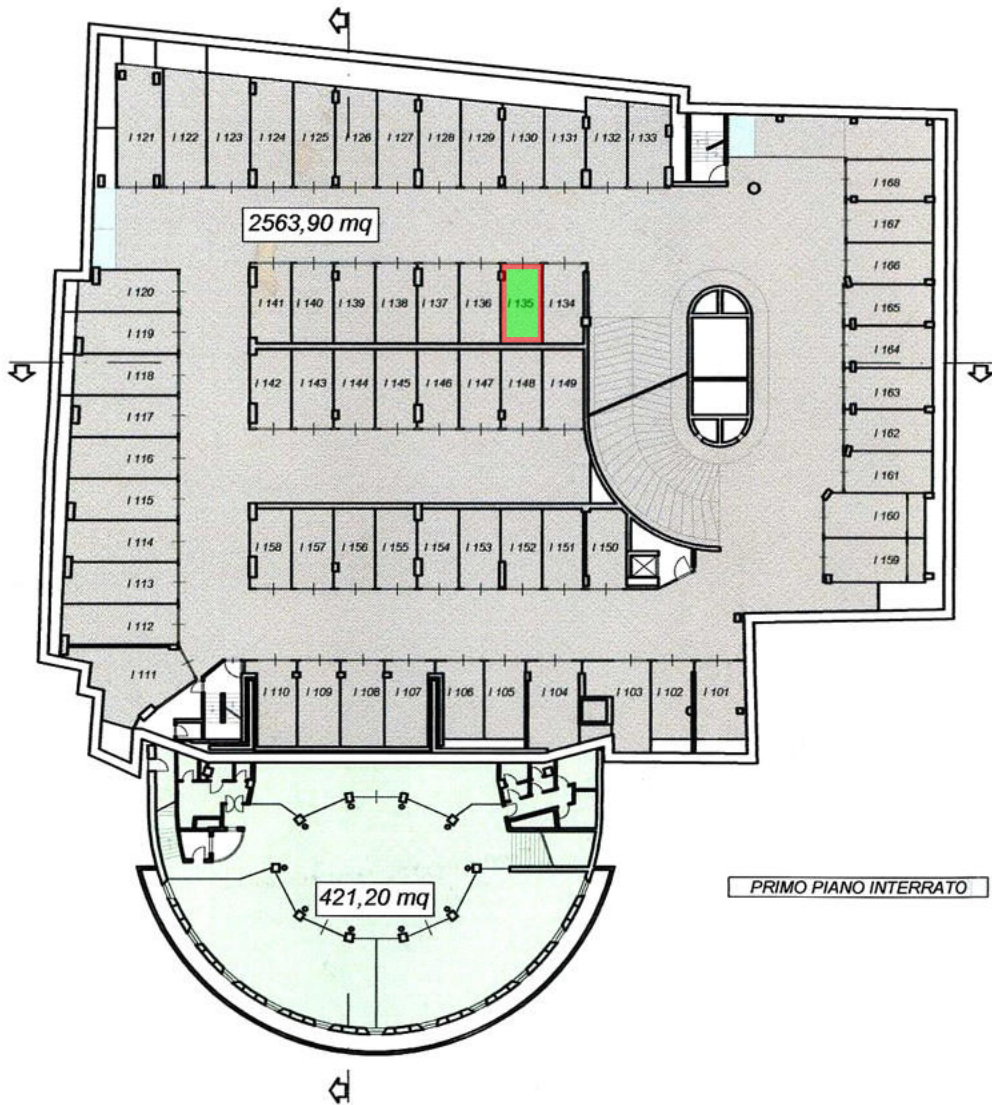 I 121 I 122 I 123 I 124 I 125 I 126 I 127 I 128 I 129 I 130 I 131 I 132 I 133
I 168
I 167
2563,90 mq
I 166
I 120
I 141 I 140 I 139 I 138 I 137 I 136 I 135 I 134
I 165
I 119
I 164
I 118
I 142 I 143 I 144 I 145 I 146 I 147 I 148 I 149
I 163
I 117
I 162
I 116
I 161
I 115
I 160
I 114
I 158 I 157 I 156 I 155 I 154 I 153 I 152 I 151 I 150
I 159
I 113
I 112
I 111
I 110 I 109 I 108 I 107 I 106 I 105 I 104 I 103 I 102 I 101
PRIMO PIANO INTERRATO
421,20 mq